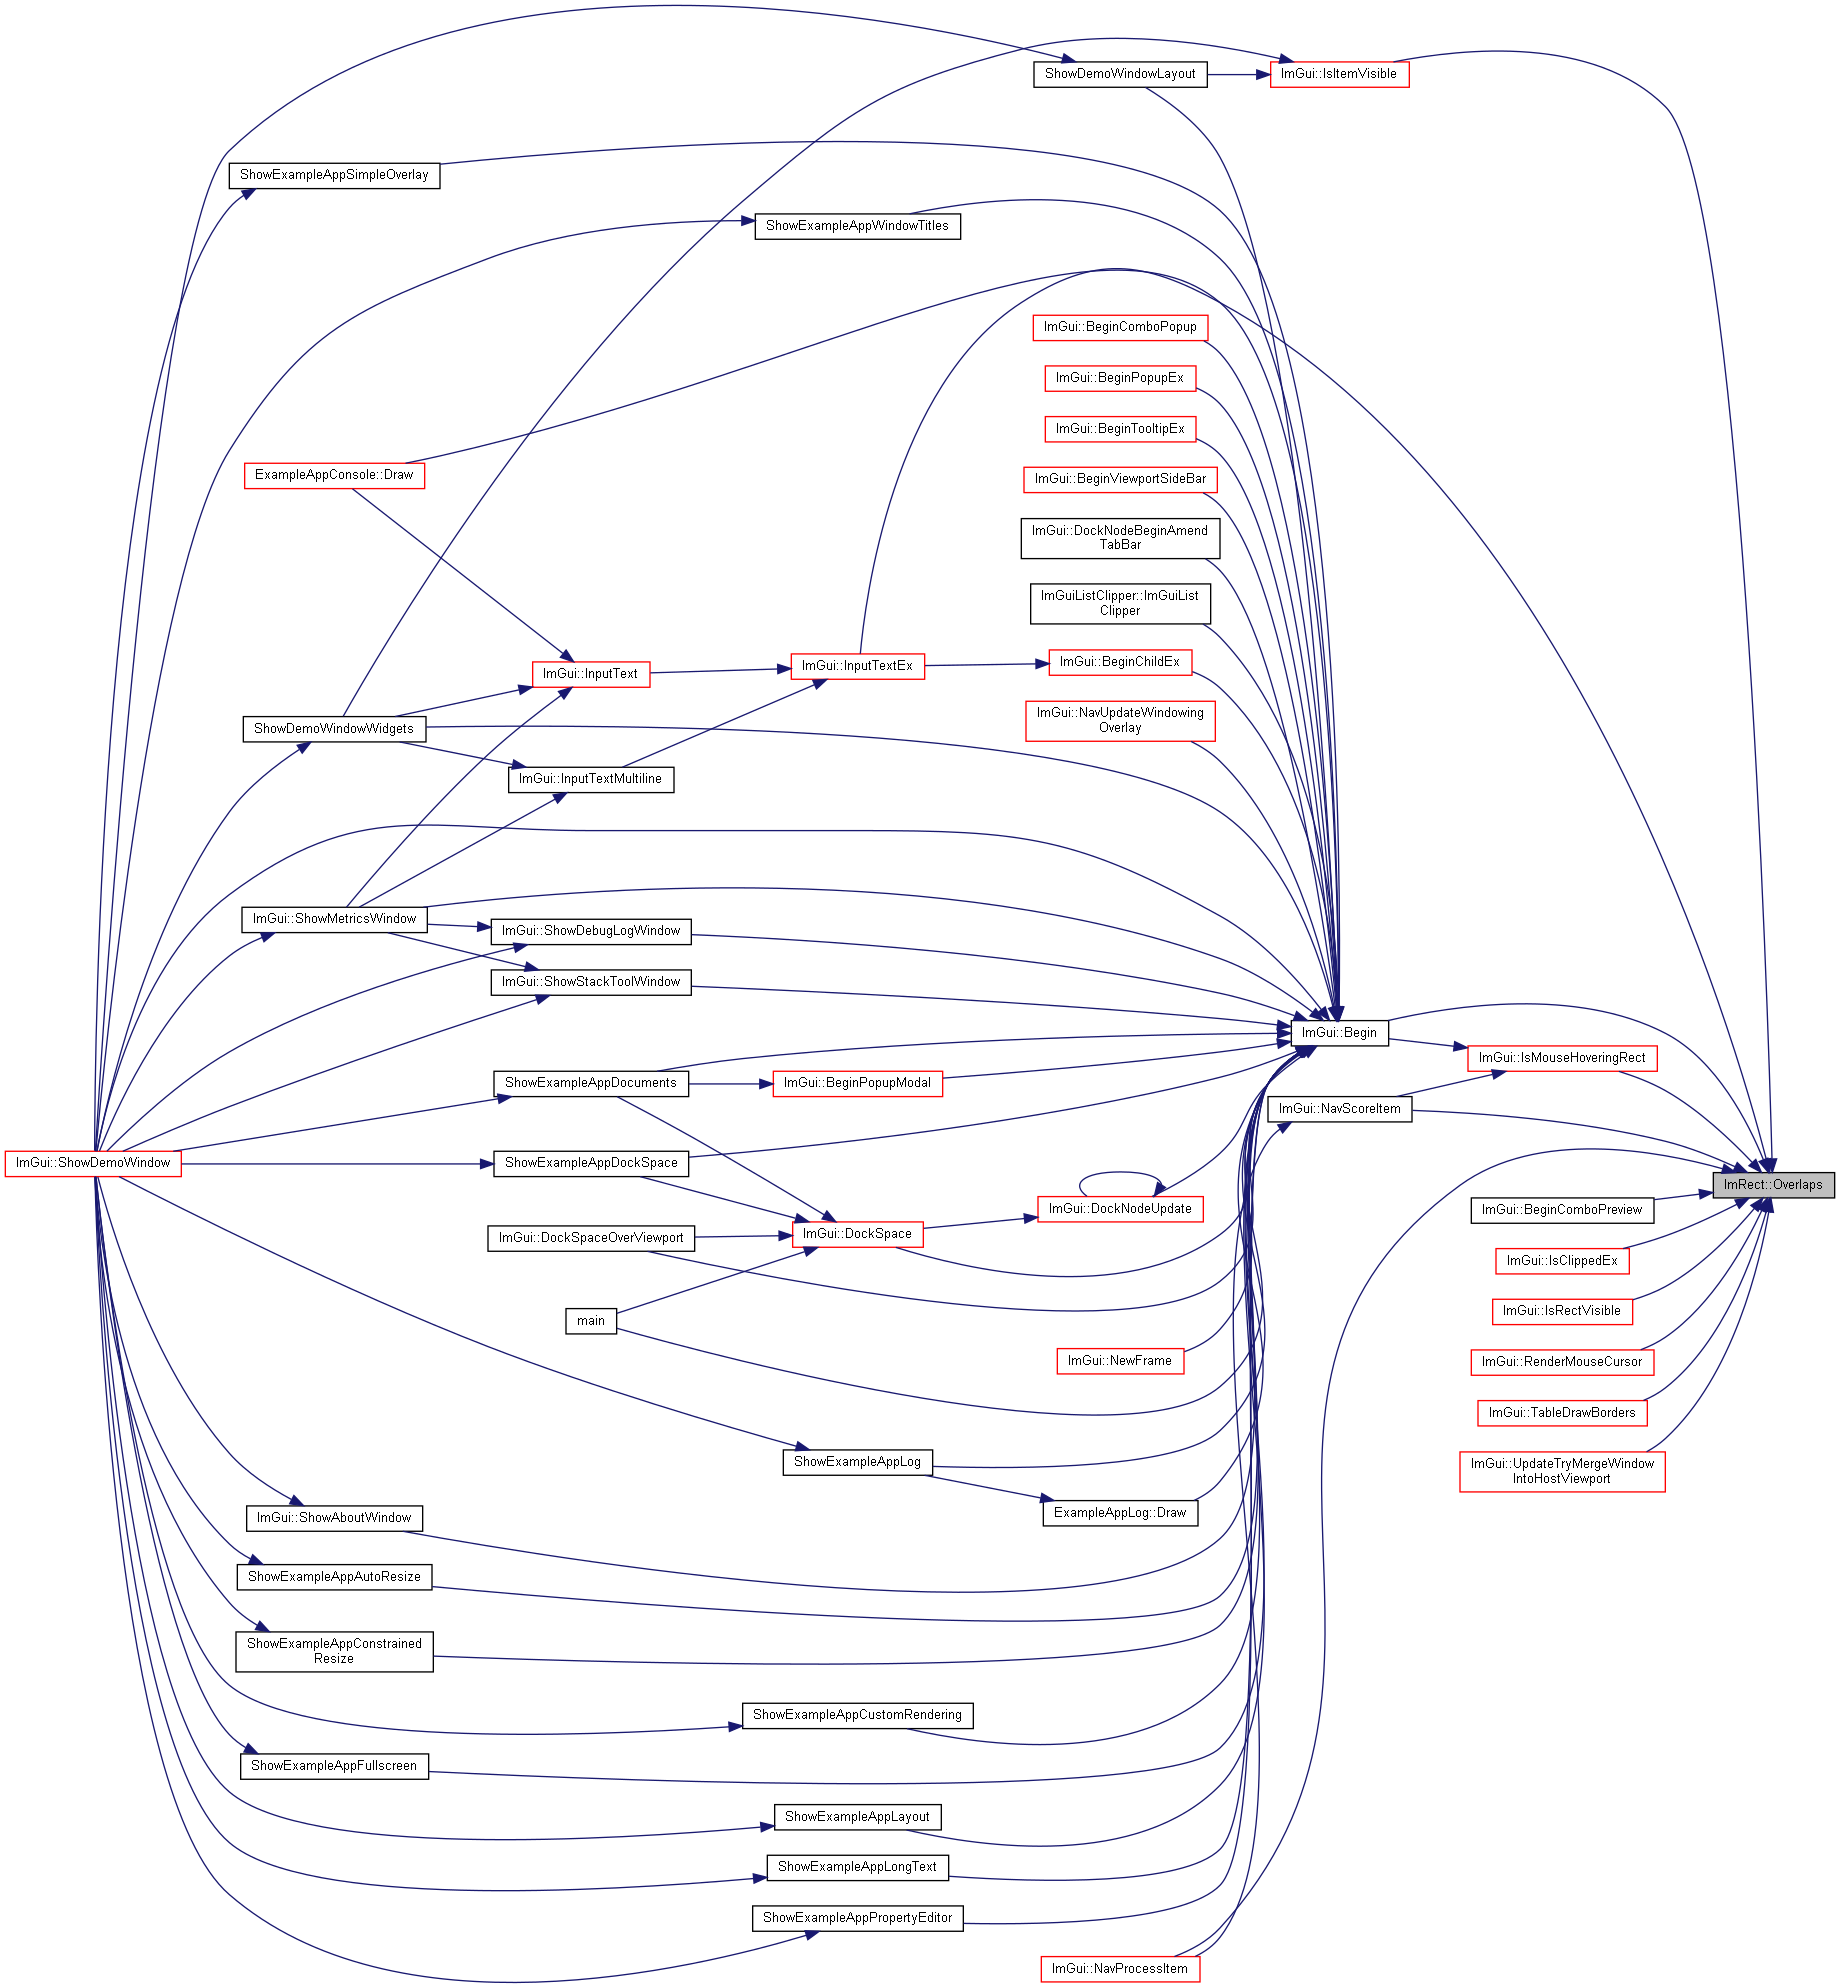 ShowDemoWindowLayout
ImGui::IsItemVisible
ShowExampleAppSimpleOverlay
ShowExampleAppWindowTitles
ImGui::BeginComboPopup
ImGui::BeginPopupEx
ImGui::BeginTooltipEx
ExampleAppConsole::Draw
ImGui::BeginViewportSideBar
ImGui::DockNodeBeginAmend
TabBar
ImGuiListClipper::ImGuiList
Clipper
ImGui::InputText
ImGui::InputTextEx
ImGui::BeginChildEx
ShowDemoWindowWidgets
ImGui::NavUpdateWindowing
Overlay
ImGui::InputTextMultiline
ImGui::ShowMetricsWindow
ImGui::ShowDebugLogWindow
ImGui::ShowStackToolWindow
ImGui::Begin
ImGui::IsMouseHoveringRect
ShowExampleAppDocuments
ImGui::BeginPopupModal
ImGui::NavScoreItem
ImGui::ShowDemoWindow
ShowExampleAppDockSpace
ImRect::Overlaps
ImGui::DockNodeUpdate
ImGui::BeginComboPreview
ImGui::DockSpaceOverViewport
ImGui::DockSpace
ImGui::IsClippedEx
main
ImGui::IsRectVisible
ImGui::NewFrame
ImGui::RenderMouseCursor
ImGui::TableDrawBorders
ShowExampleAppLog
ImGui::UpdateTryMergeWindow
IntoHostViewport
ImGui::ShowAboutWindow
ExampleAppLog::Draw
ShowExampleAppAutoResize
ShowExampleAppConstrained
Resize
ShowExampleAppCustomRendering
ShowExampleAppFullscreen
ShowExampleAppLayout
ShowExampleAppLongText
ShowExampleAppPropertyEditor
ImGui::NavProcessItem